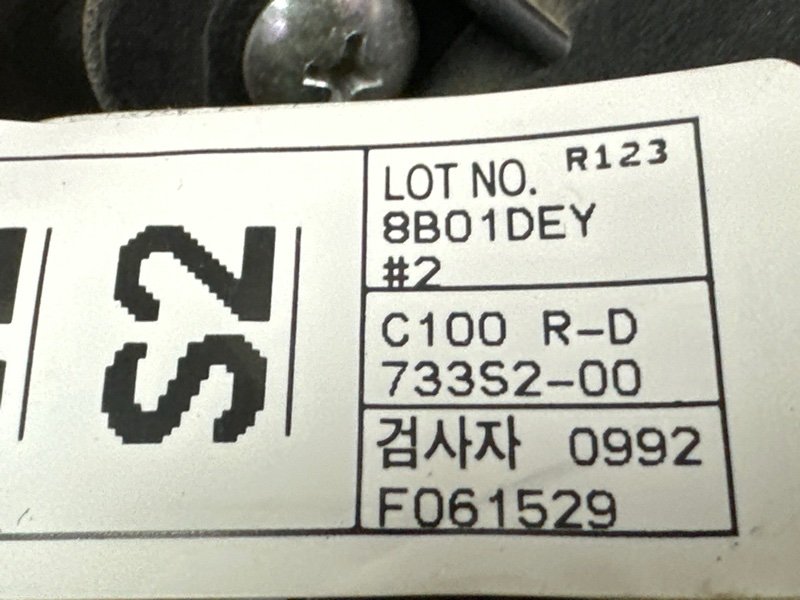 S2
LOT NO. R123
8B01DEY
#2
C100 R-D
733S2-00
검사자 0992
F061529